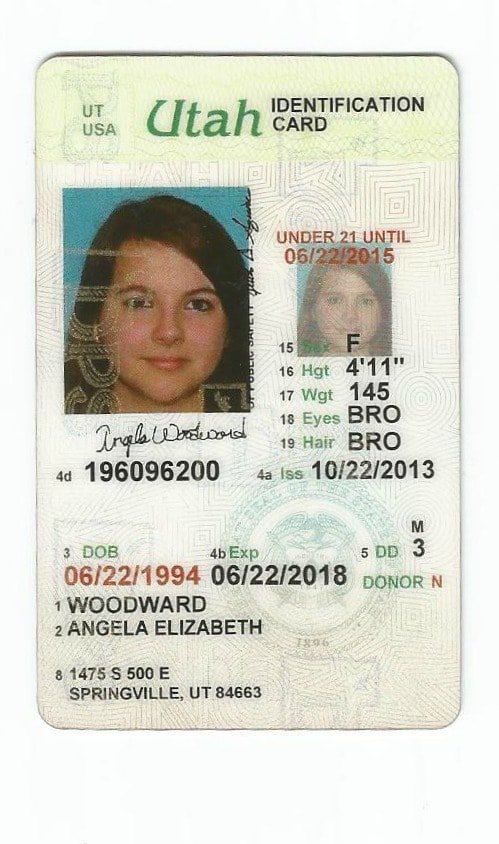 UT
USA
Utah IDENTIFICATION
CARD
UNDER 21 UNTIL
06/22/2015
15 Sex F
16 Hgt 4'11"
17 Wgt 145
18 Eyes BRO
19 Hair BRO
Angela Woodward
4d 196096200
4a Iss 10/22/2013
M
3 DOB 4b Exp 5 DD 3
06/22/1994 06/22/2018 DONOR N
1 WOODWARD
2 ANGELA ELIZABETH
1896
8 1475 S 500 E
SPRINGVILLE, UT 84663